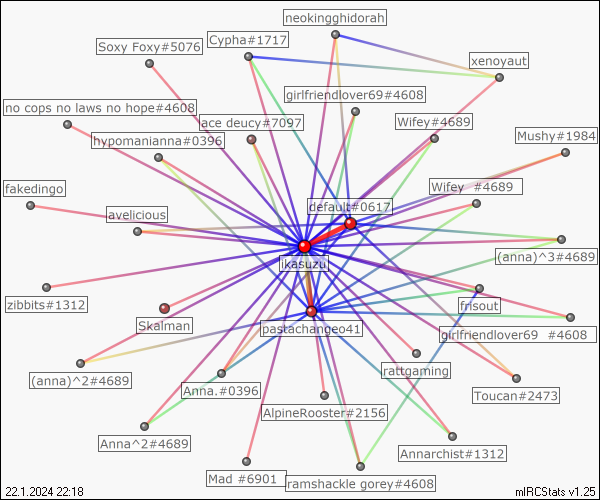 neokingghidorah
Soxy Foxy#5076
Cypha#1717
xenoyaut
girlfriendlover69#4608
no cops no laws no hope#4608
ace deucy#7097
Wifey#4689
Mushy#1984
hypomanianna#0396
fakedingo
Wifey #4689
default#0617
avelicious
(anna)^3#4689
ikasuzu
zibbits#1312
frisout
Skalman
pastachangeo41
girlfriendlover69 #4608
rattgaming
(anna)^2#4689
Anna.#0396
Toucan#2473
AlpineRooster#2156
Anna^2#4689
Annarchist#1312
Mad #6901
ramshackle gorey#4608
22.1.2024 22:18
mIRCStats v1.25